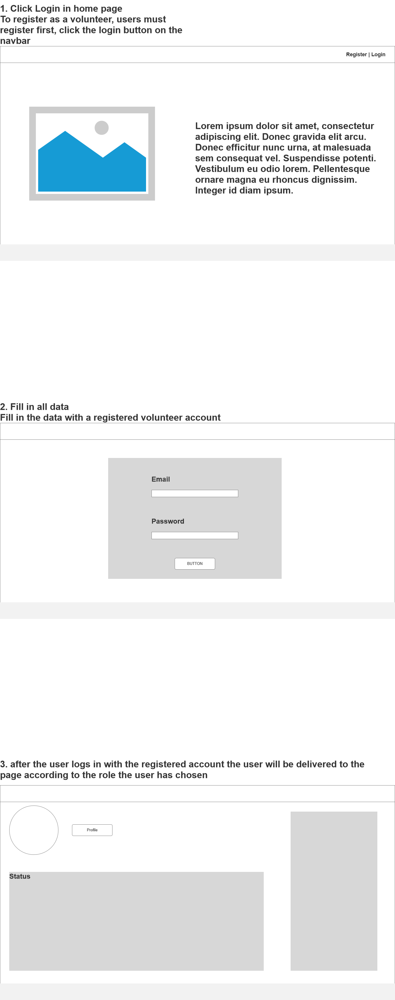 1. Click Login in home page
To register as a volunteer, users must
register first, click the login button on the
navbar
Register | Login
Lorem ipsum dolor sit amet, consectetur
adipiscing elit. Donec gravida elit arcu.
Donec efficitur nunc urna, at malesuada
sem consequat vel. Suspendisse potenti.
Vestibulum eu odio lorem. Pellentesque
ornare magna eu rhoncus dignissim.
Integer id diam ipsum.
2. Fill in all data
Fill in the data with a registered volunteer account
Email
Password
BUTTON
3. after the user logs in with the registered account the user will be delivered to the
page according to the role the user has chosen
Profile
Status